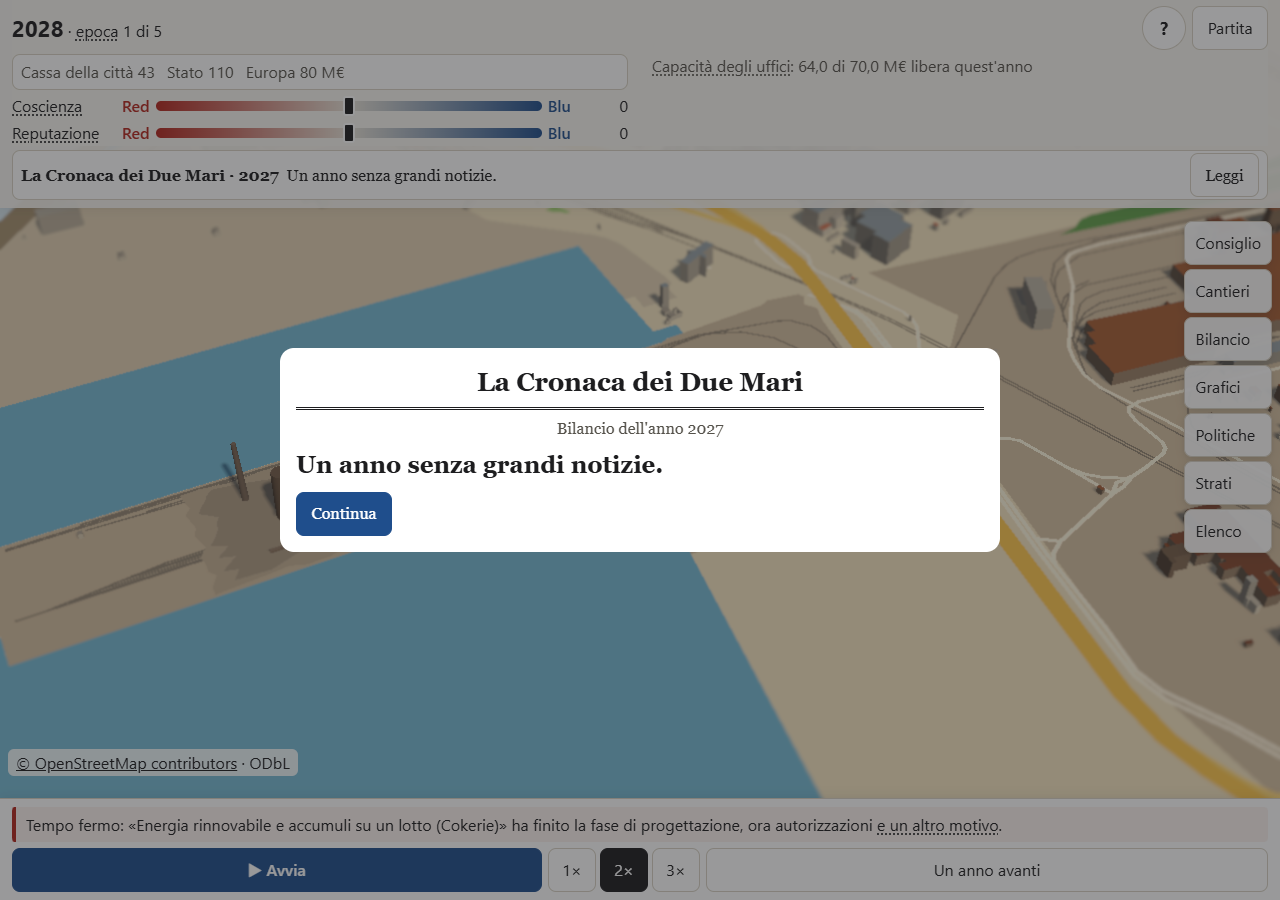 2028 · epoca 1 di 5
?
Partita
Cassa della città 43 Stato 110 Europa 80 M€
Capacità degli uffici: 64,0 di 70,0 M€ libera quest'anno
Coscienza Red Blu 0
Reputazione Red Blu 0
La Cronaca dei Due Mari · 2027 Un anno senza grandi notizie.
Leggi
Consiglio
Cantieri
Bilancio
Grafici
Politiche
Strati
Elenco
La Cronaca dei Due Mari
Bilancio dell'anno 2027
Un anno senza grandi notizie.
Continua
© OpenStreetMap contributors · ODbL
Tempo fermo: «Energia rinnovabile e accumuli su un lotto (Cokerie)» ha finito la fase di progettazione, ora autorizzazioni e un altro motivo.
▶ Avvia
1×
2×
3×
Un anno avanti